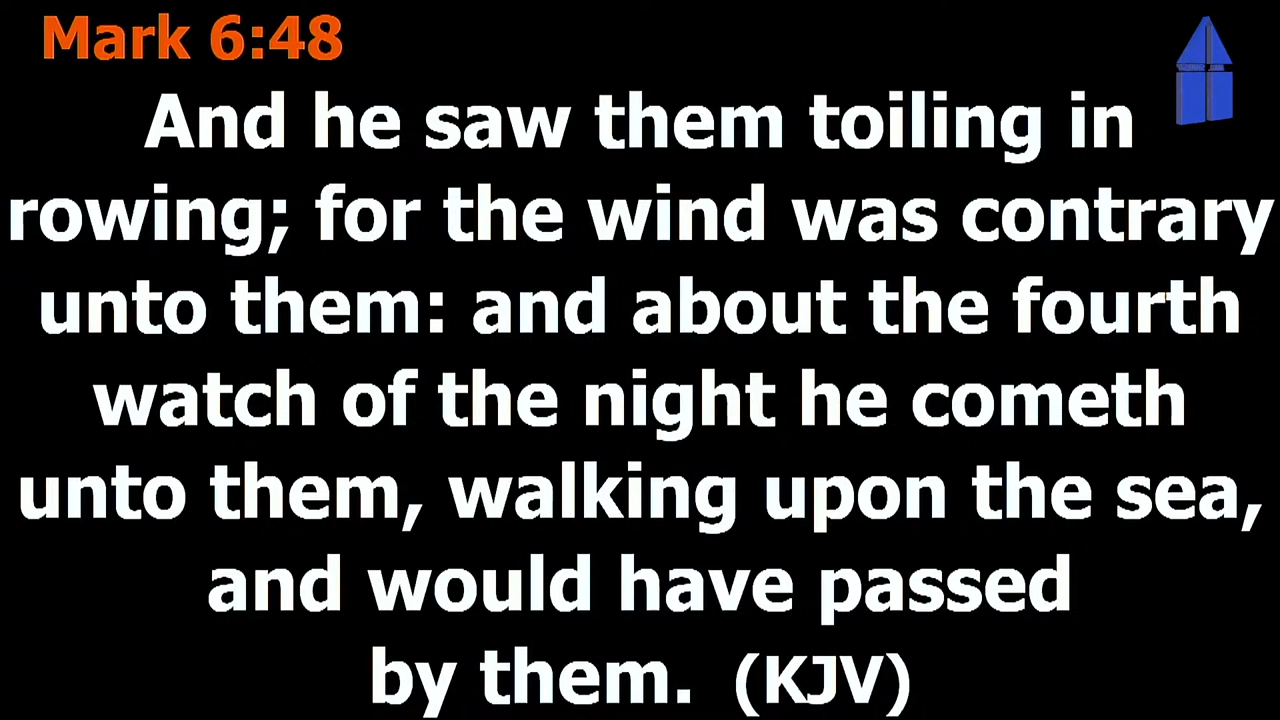 Mark 6:48
And he saw them toiling in
rowing; for the wind was contrary
unto them: and about the fourth
watch of the night he cometh
unto them, walking upon the sea,
and would have passed
by them. (KJV)